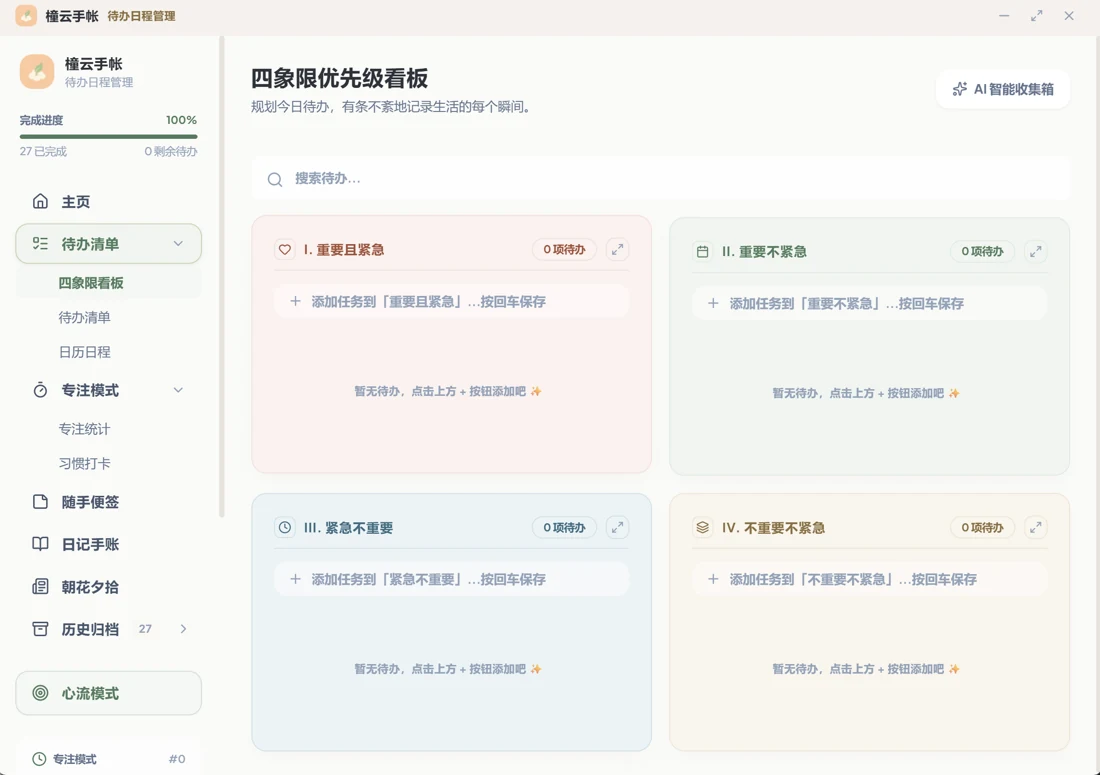 橦云手帐 待办日程管理
橦云手帐
待办日程管理
完成进度 100%
27 已完成 0 剩余待办
主页
待办清单
四象限看板
待办清单
日历日程
专注模式
专注统计
习惯打卡
随手便签
日记手账
朝花夕拾
历史归档 27
心流模式
专注模式 #0
四象限优先级看板
规划今日待办，有条不紊地记录生活的每个瞬间。
AI 智能收集箱
搜索待办...
I. 重要且紧急 0 项待办
添加任务到「重要且紧急」...按回车保存
暂无待办，点击上方 + 按钮添加吧 ✨
II. 重要不紧急 0 项待办
添加任务到「重要不紧急」...按回车保存
暂无待办，点击上方 + 按钮添加吧 ✨
III. 紧急不重要 0 项待办
添加任务到「紧急不重要」...按回车保存
暂无待办，点击上方 + 按钮添加吧 ✨
IV. 不重要不紧急 0 项待办
添加任务到「不重要不紧急」...按回车保存
暂无待办，点击上方 + 按钮添加吧 ✨